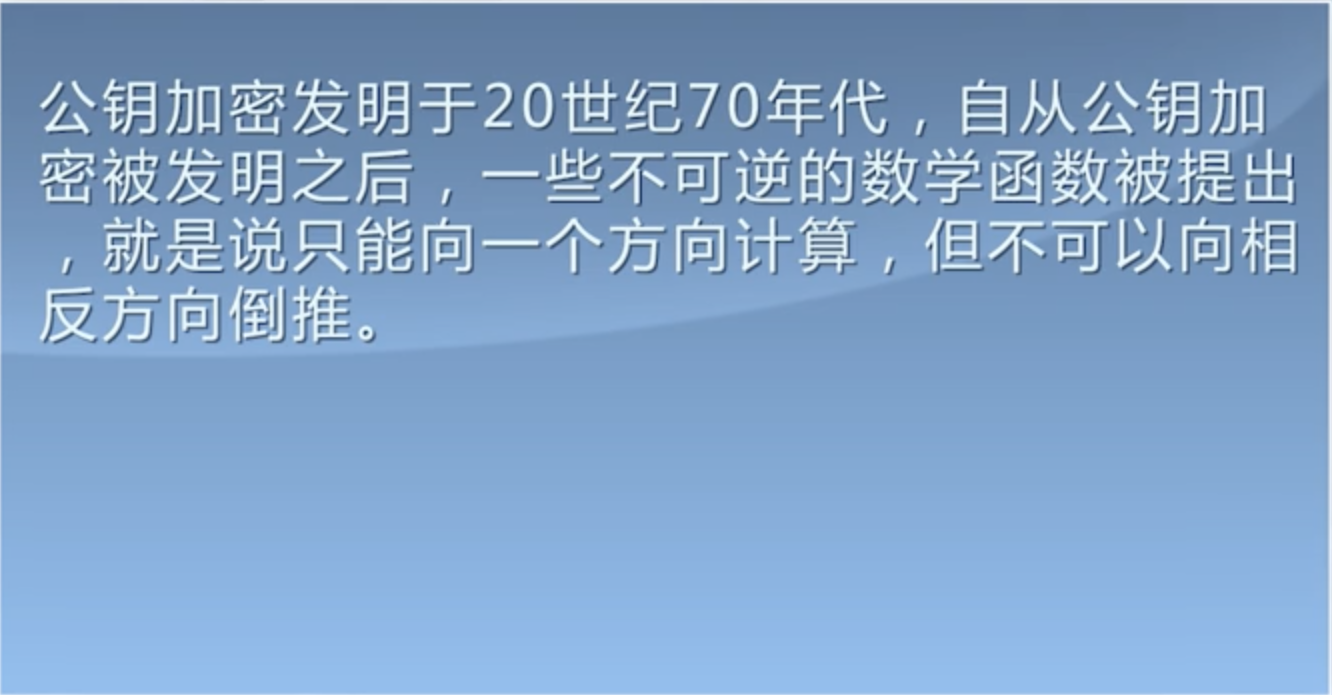 公钥加密发明于20世纪70年代，自从公钥加
密被发明之后，一些不可逆的数学函数被提出
，就是说只能向一个方向计算，但不可以向相
反方向倒推。